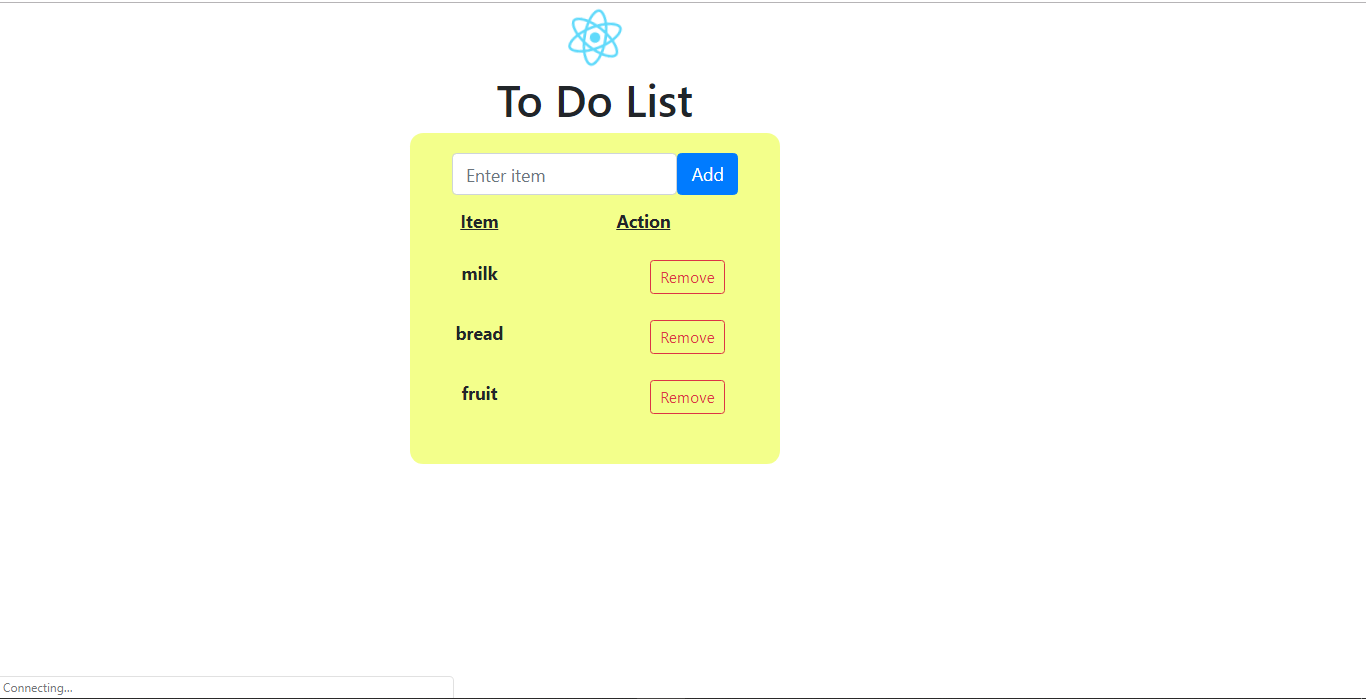 To Do List
Enter item Add
Item Action
milk Remove
bread Remove
fruit Remove
Connecting...